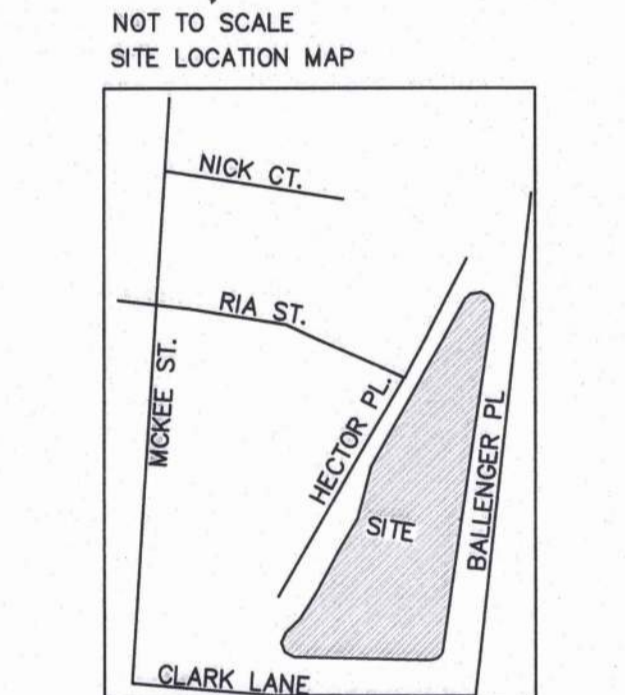 NOT TO SCALE
SITE LOCATION MAP
NICK CT.
RIA ST.
MCKEE ST.
HECTOR PL.
BALLENGER PL
SITE
CLARK LANE